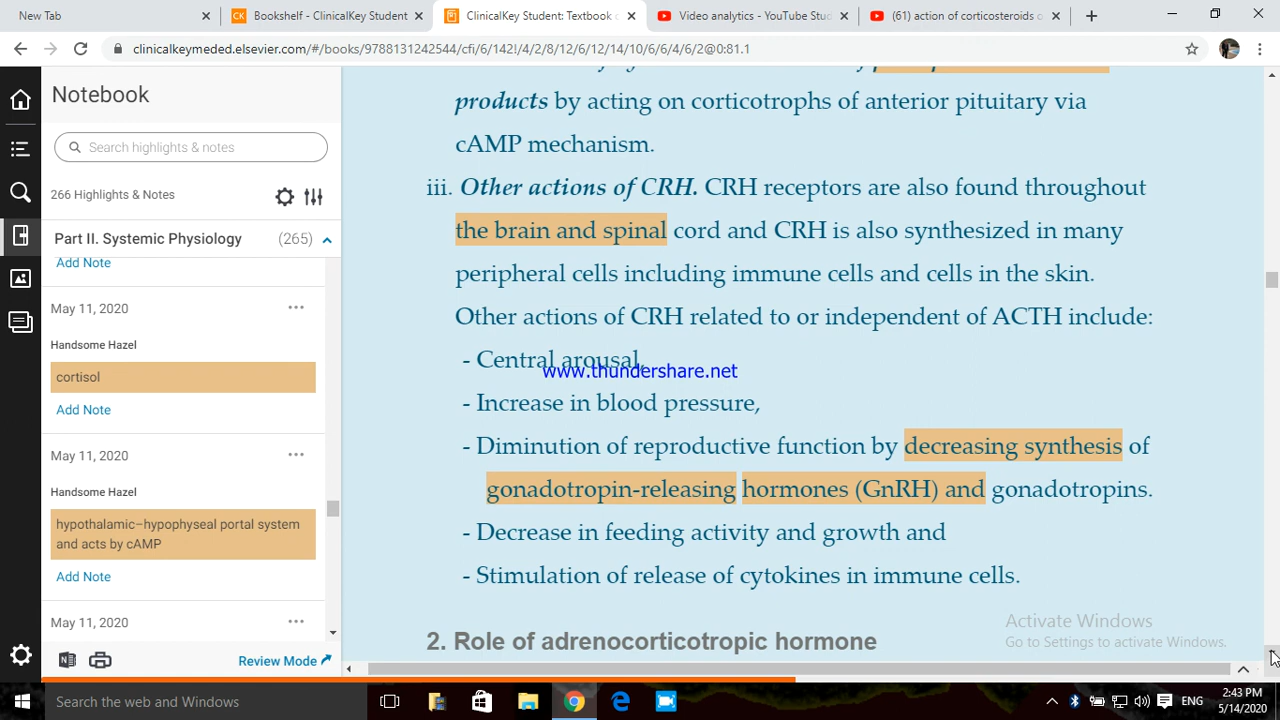 New Tab
Bookshelf - ClinicalKey Student
ClinicalKey Student: Textbook
Video analytics - YouTube Stud
(61) action of corticosteroids o
clinicalkeymeded.elsevier.com/#/books/9788131242544/cfi/6/142!/4/2/8/12/6/12/14/10/6/6/4/6/2@0:81.1
Notebook
Search highlights & notes
266 Highlights & Notes
Part II. Systemic Physiology (265)
Add Note
May 11, 2020
Handsome Hazel
cortisol
Add Note
May 11, 2020
Handsome Hazel
hypothalamic–hypophyseal portal system
and acts by cAMP
Add Note
May 11, 2020
Review Mode
products by acting on corticotrophs of anterior pituitary via
cAMP mechanism.
iii. Other actions of CRH. CRH receptors are also found throughout
the brain and spinal cord and CRH is also synthesized in many
peripheral cells including immune cells and cells in the skin.
Other actions of CRH related to or independent of ACTH include:
- Central arousal,
www.thundershare.net
- Increase in blood pressure,
- Diminution of reproductive function by decreasing synthesis of
gonadotropin-releasing hormones (GnRH) and gonadotropins.
- Decrease in feeding activity and growth and
- Stimulation of release of cytokines in immune cells.
2. Role of adrenocorticotropic hormone
Activate Windows
Go to Settings to activate Windows.
Search the web and Windows
ENG
2:43 PM
5/14/2020